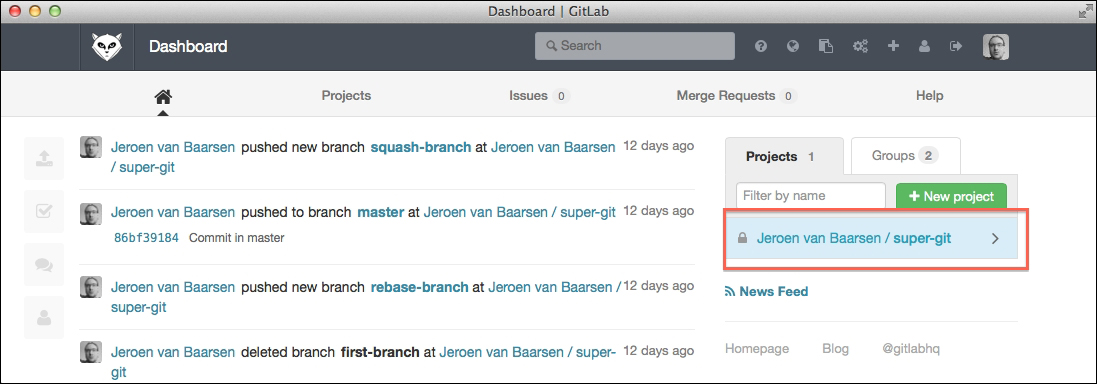 Dashboard | GitLab
Dashboard
Search
Projects
Issues 0
Merge Requests 0
Help
Jeroen van Baarsen pushed new branch squash-branch at Jeroen van Baarsen
/ super-git
12 days ago
Jeroen van Baarsen pushed to branch master at Jeroen van Baarsen / super-git
12 days ago
86bf39184 Commit in master
Jeroen van Baarsen pushed new branch rebase-branch at Jeroen van Baarsen /
super-git
12 days ago
Jeroen van Baarsen deleted branch first-branch at Jeroen van Baarsen / super-
git
12 days ago
Projects 1
Groups 2
Filter by name
+ New project
Jeroen van Baarsen / super-git
News Feed
Homepage
Blog
@gitlabhq